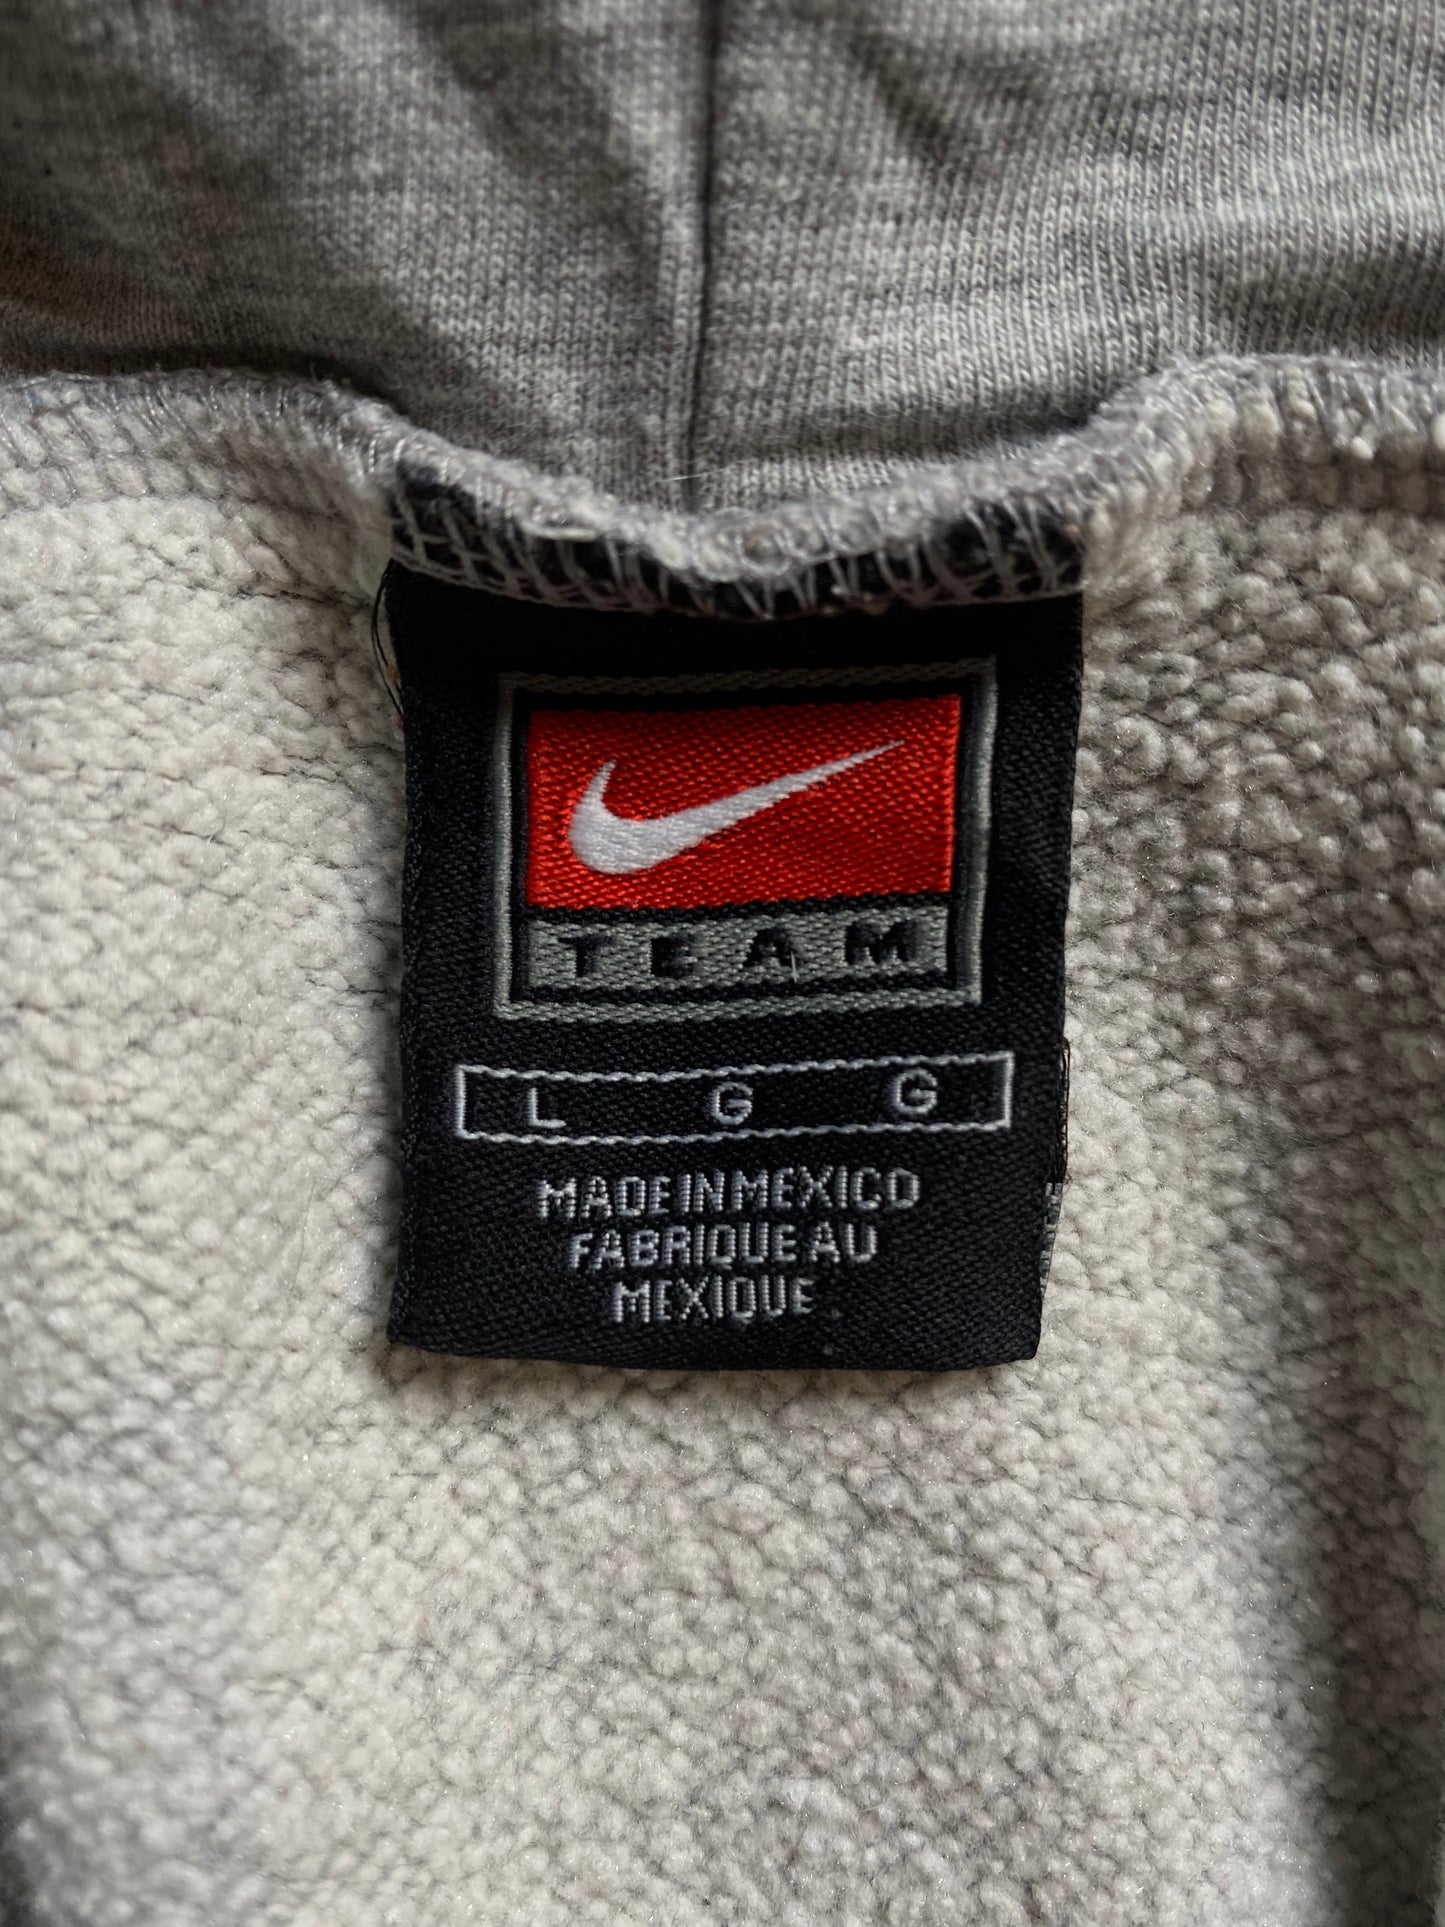 TEAM
L G G
MADE IN MEXICO
FABRIQUE AU
MEXIQUE